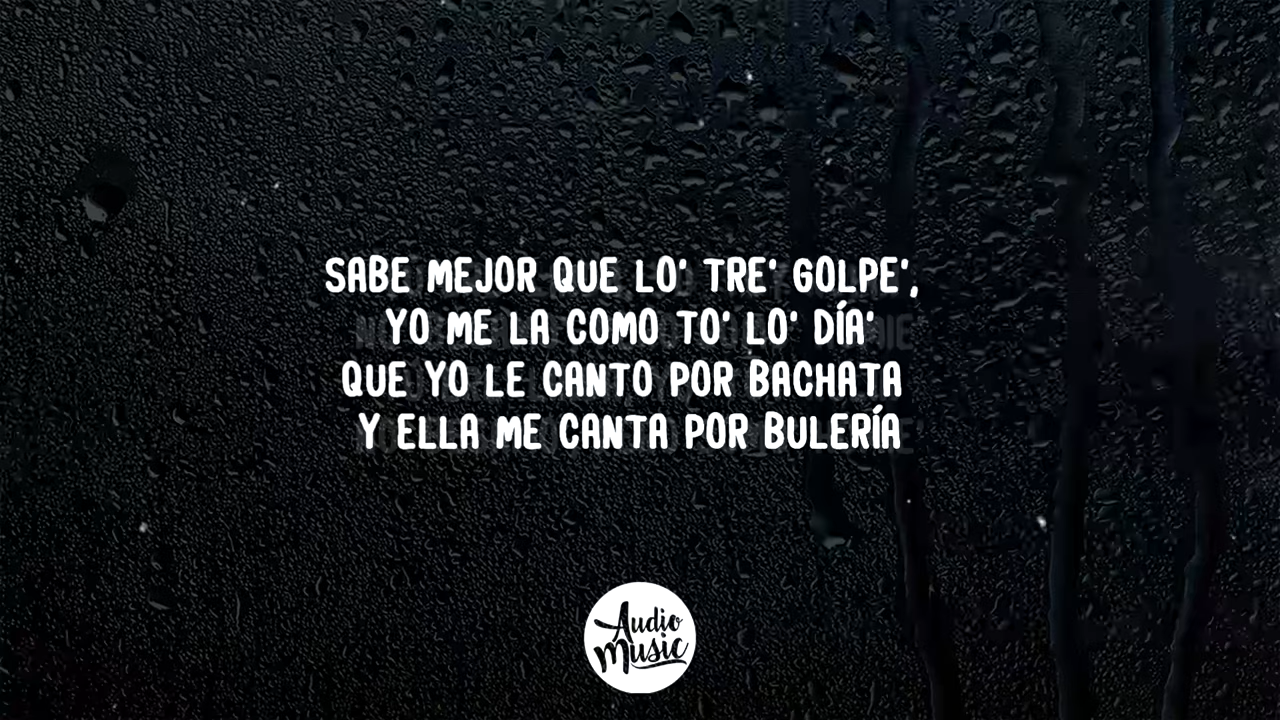 SABE MEJOR QUE LO' TRE' GOLPE',
YO ME LA COMO TO' LO' DÍA'
QUE YO LE CANTO POR BACHATA
Y ELLA ME CANTA POR BULERÍA
Audio
Music